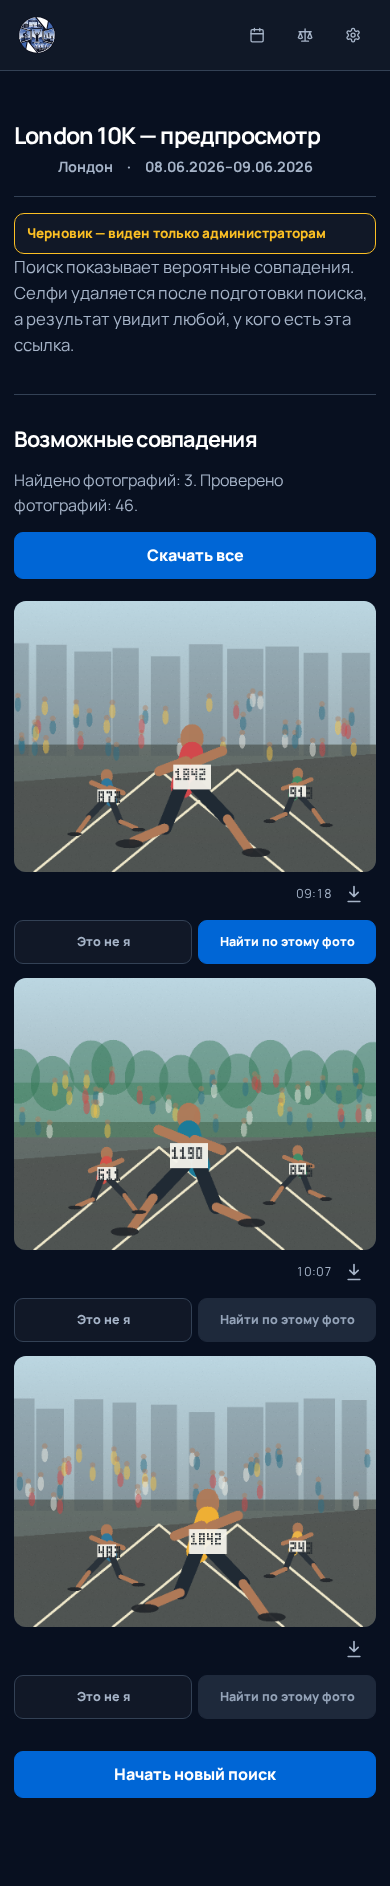 London 10K — предпросмотр
Лондон · 08.06.2026–09.06.2026
Черновик — виден только администраторам
Поиск показывает вероятные совпадения.
Селфи удаляется после подготовки поиска,
а результат увидит любой, у кого есть эта
ссылка.
Возможные совпадения
Найдено фотографий: 3. Проверено
фотографий: 46.
Скачать все
1842
09:18
Это не я
Найти по этому фото
1190
10:07
Это не я
Найти по этому фото
1842
Это не я
Найти по этому фото
Начать новый поиск